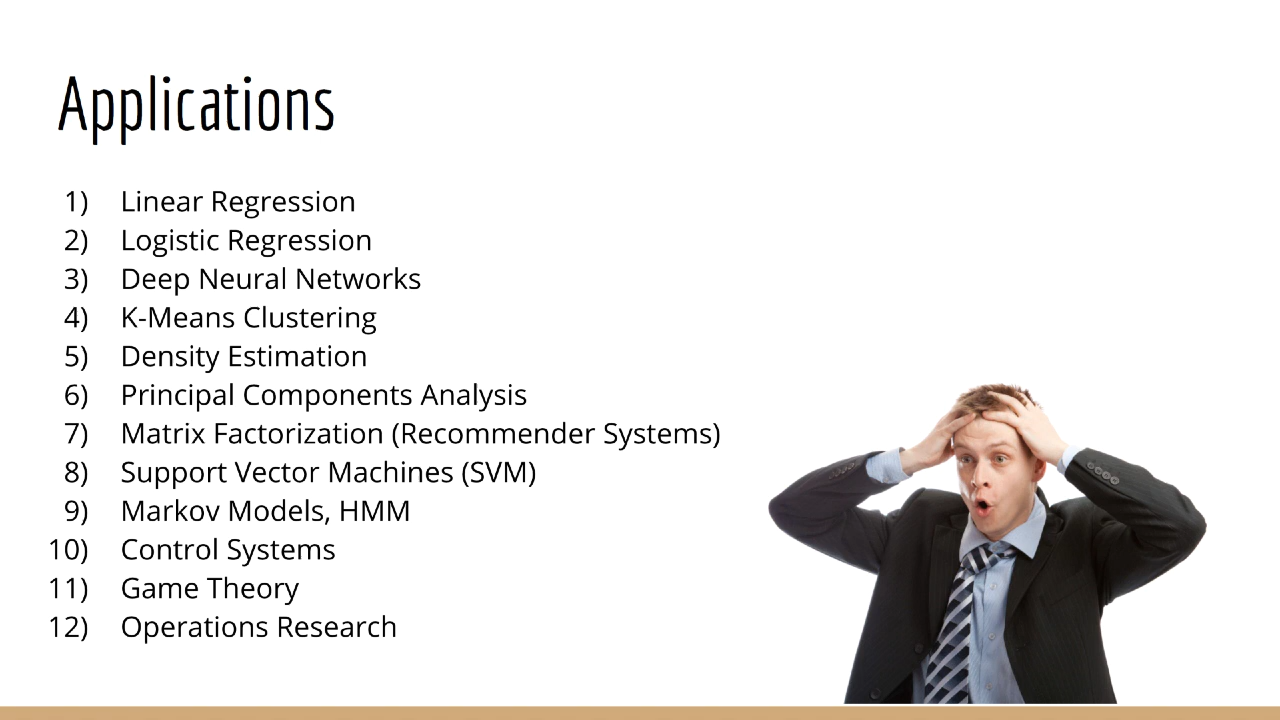 Applications
1) Linear Regression
2) Logistic Regression
3) Deep Neural Networks
4) K-Means Clustering
5) Density Estimation
6) Principal Components Analysis
7) Matrix Factorization (Recommender Systems)
8) Support Vector Machines (SVM)
9) Markov Models, HMM
10) Control Systems
11) Game Theory
12) Operations Research